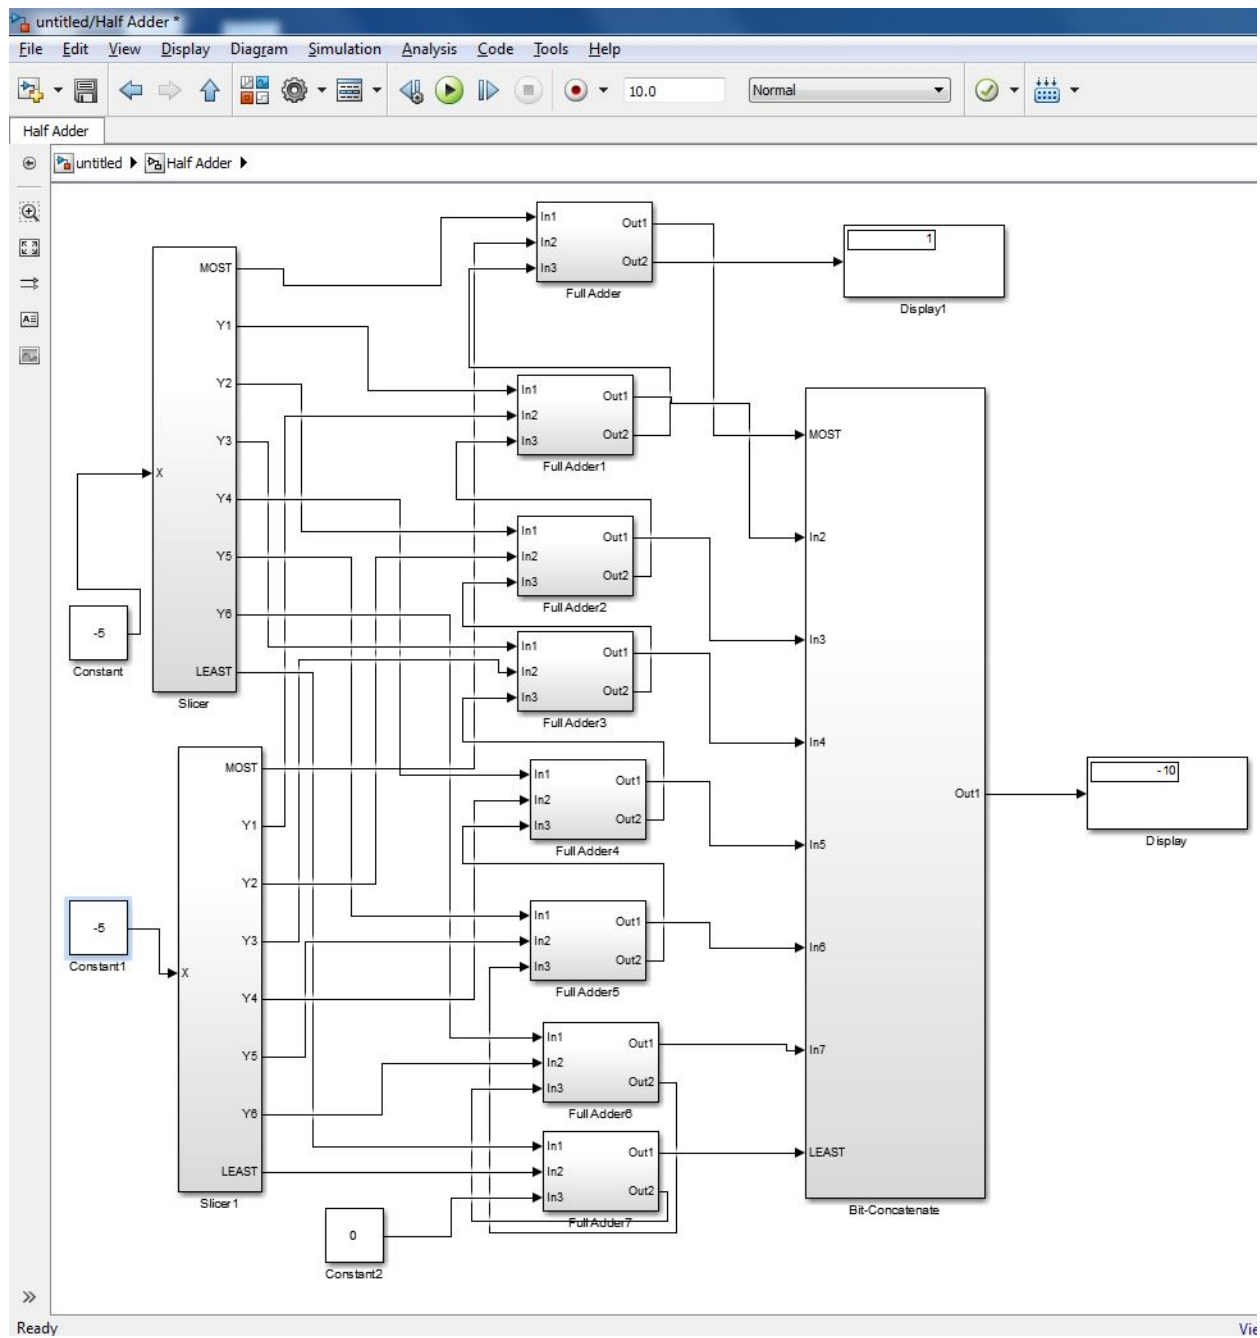 untitled/Half Adder *
File Edit View Display Diagram Simulation Analysis Code Tools Help
10.0 Normal
Half Adder
untitled Half Adder
MOST
Y1
Y2
Y3
X
Y4
Y5
Y6
LEAST
Slicer
-5
Constant
MOST
Y1
Y2
Y3
X
Y4
Y5
Y6
LEAST
Slicer1
-5
Constant1
0
Constant2
In1 Out1
In2
In3 Out2
Full Adder
In1 Out1
In2
In3 Out2
Full Adder1
In1 Out1
In2
In3 Out2
Full Adder2
In1 Out1
In2
In3 Out2
Full Adder3
In1 Out1
In2
In3 Out2
Full Adder4
In1 Out1
In2
In3 Out2
Full Adder5
In1 Out1
In2
In3 Out2
Full Adder6
In1 Out1
In2
In3 Out2
Full Adder7
1
Display1
MOST
In2
In3
In4
Out1
In5
In6
In7
LEAST
Bit-Concatenate
-10
Display
Ready Vie